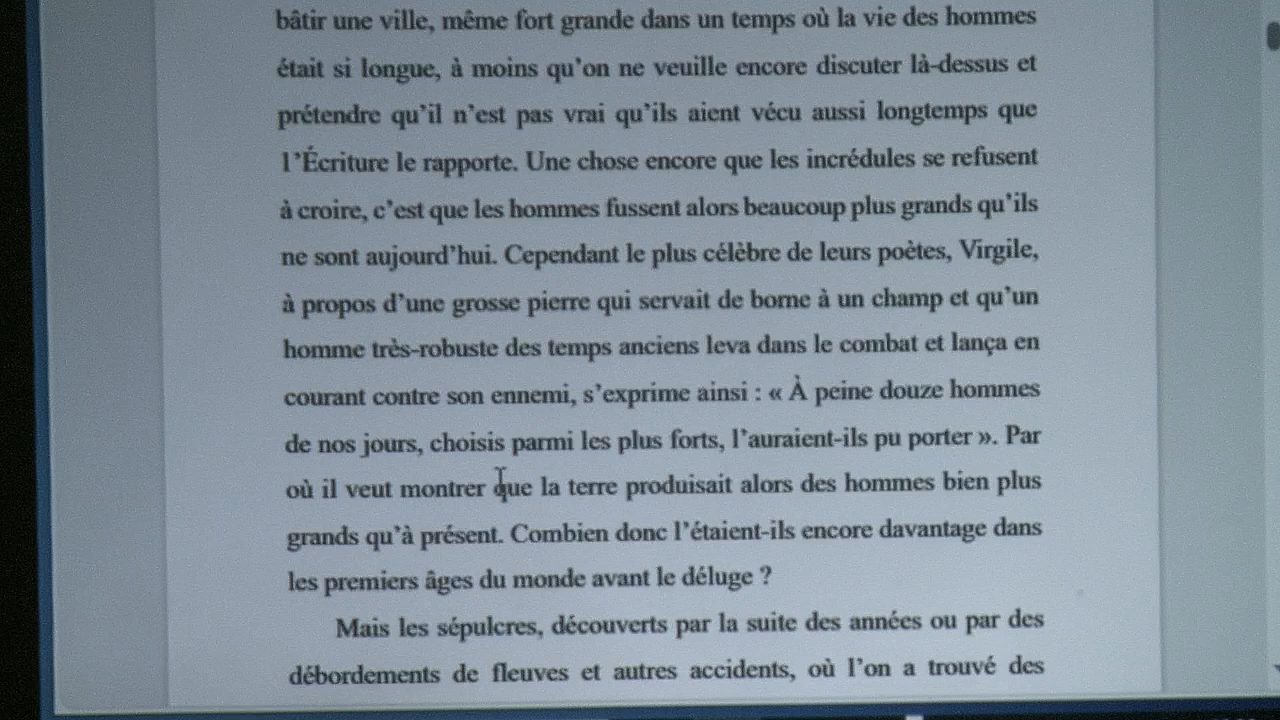 bâtir une ville, même fort grande dans un temps où la vie des hommes
était si longue, à moins qu’on ne veuille encore discuter là-dessus et
prétendre qu’il n’est pas vrai qu’ils aient vécu aussi longtemps que
l’Écriture le rapporte. Une chose encore que les incrédules se refusent
à croire, c’est que les hommes fussent alors beaucoup plus grands qu’ils
ne sont aujourd’hui. Cependant le plus célèbre de leurs poètes, Virgile,
à propos d’une grosse pierre qui servait de borne à un champ et qu’un
homme très-robuste des temps anciens leva dans le combat et lança en
courant contre son ennemi, s’exprime ainsi : « À peine douze hommes
de nos jours, choisis parmi les plus forts, l’auraient-ils pu porter ». Par
où il veut montrer que la terre produisait alors des hommes bien plus
grands qu’à présent. Combien donc l’étaient-ils encore davantage dans
les premiers âges du monde avant le déluge ?
Mais les sépulcres, découverts par la suite des années ou par des
débordements de fleuves et autres accidents, où l’on a trouvé des